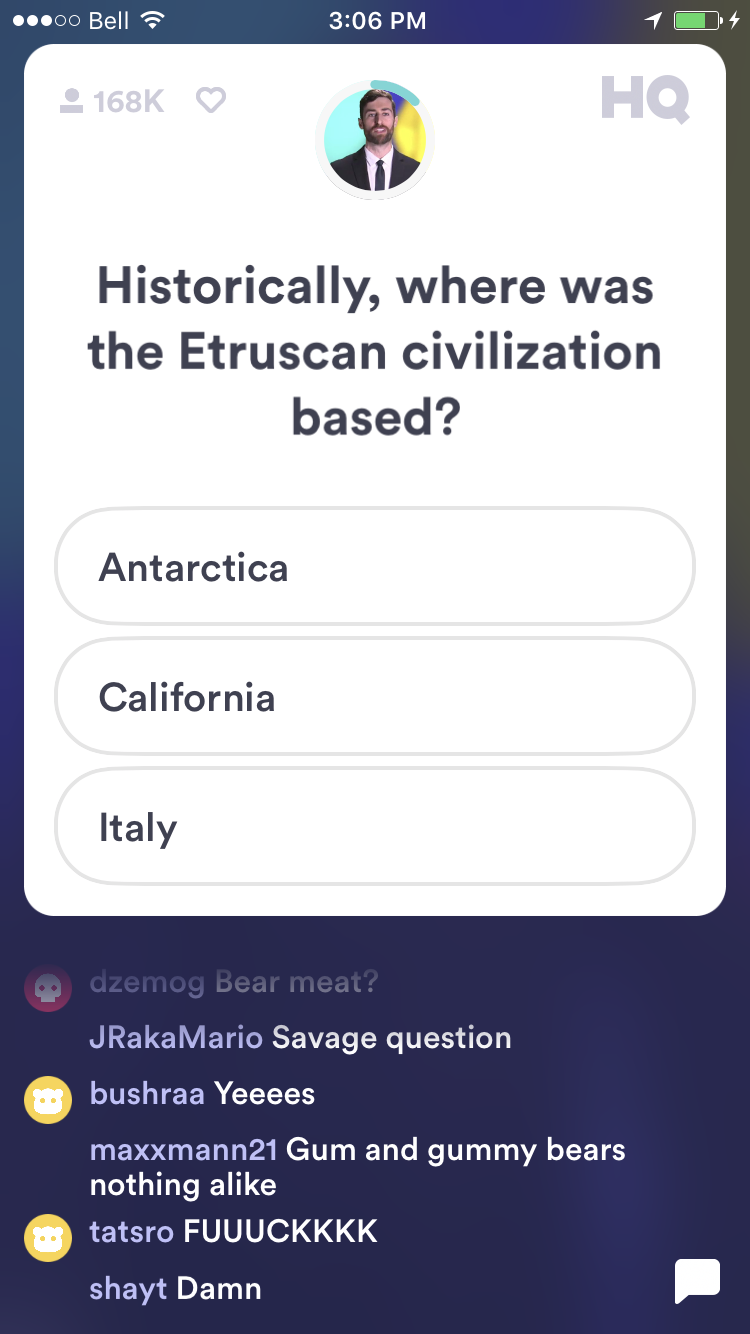 Bell 3:06 PM
168K HQ
Historically, where was
the Etruscan civilization
based?
Antarctica
California
Italy
dzemog Bear meat?
JRakaMario Savage question
bushraa Yeeees
maxxmann21 Gum and gummy bears
nothing alike
tatsro FUUUCKKKK
shayt Damn